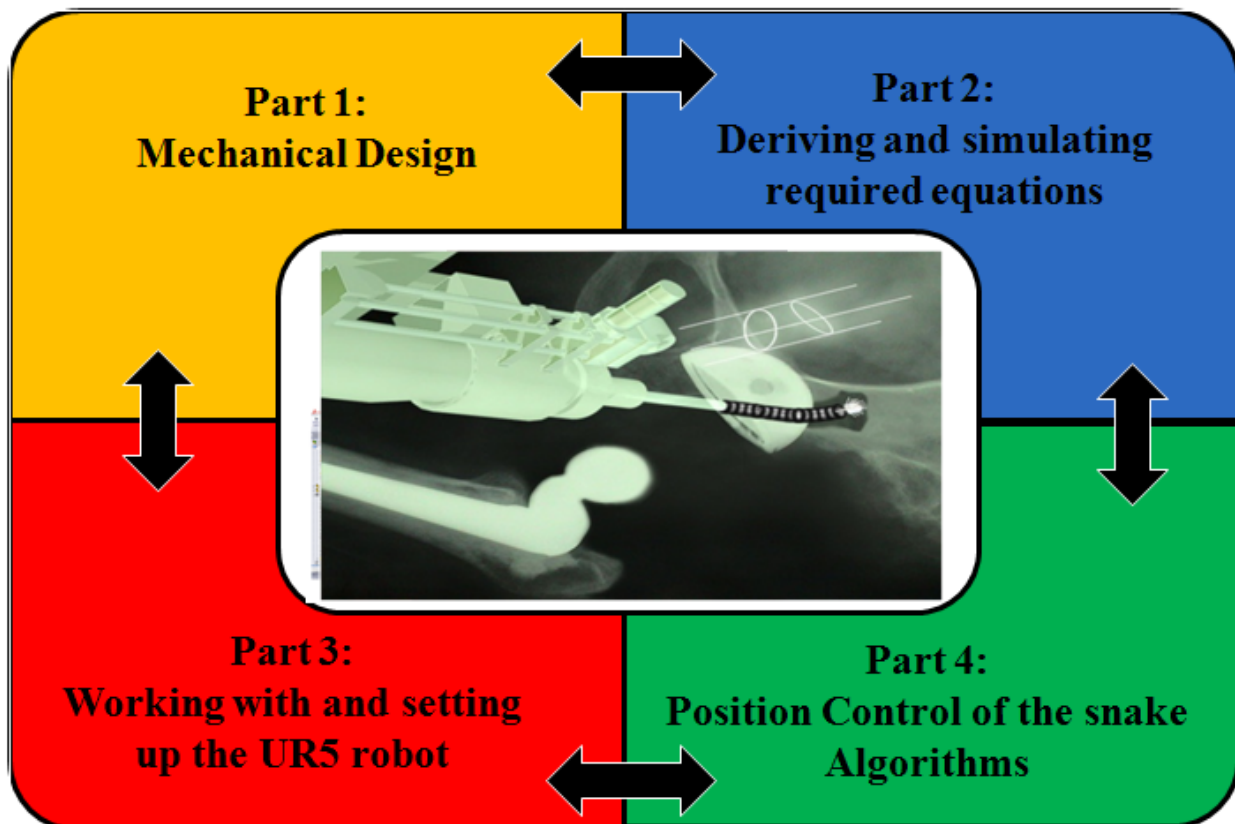 Part 1:
Mechanical Design
Part 2:
Deriving and simulating
required equations
Part 3:
Working with and setting
up the UR5 robot
Part 4:
Position Control of the snake
Algorithms